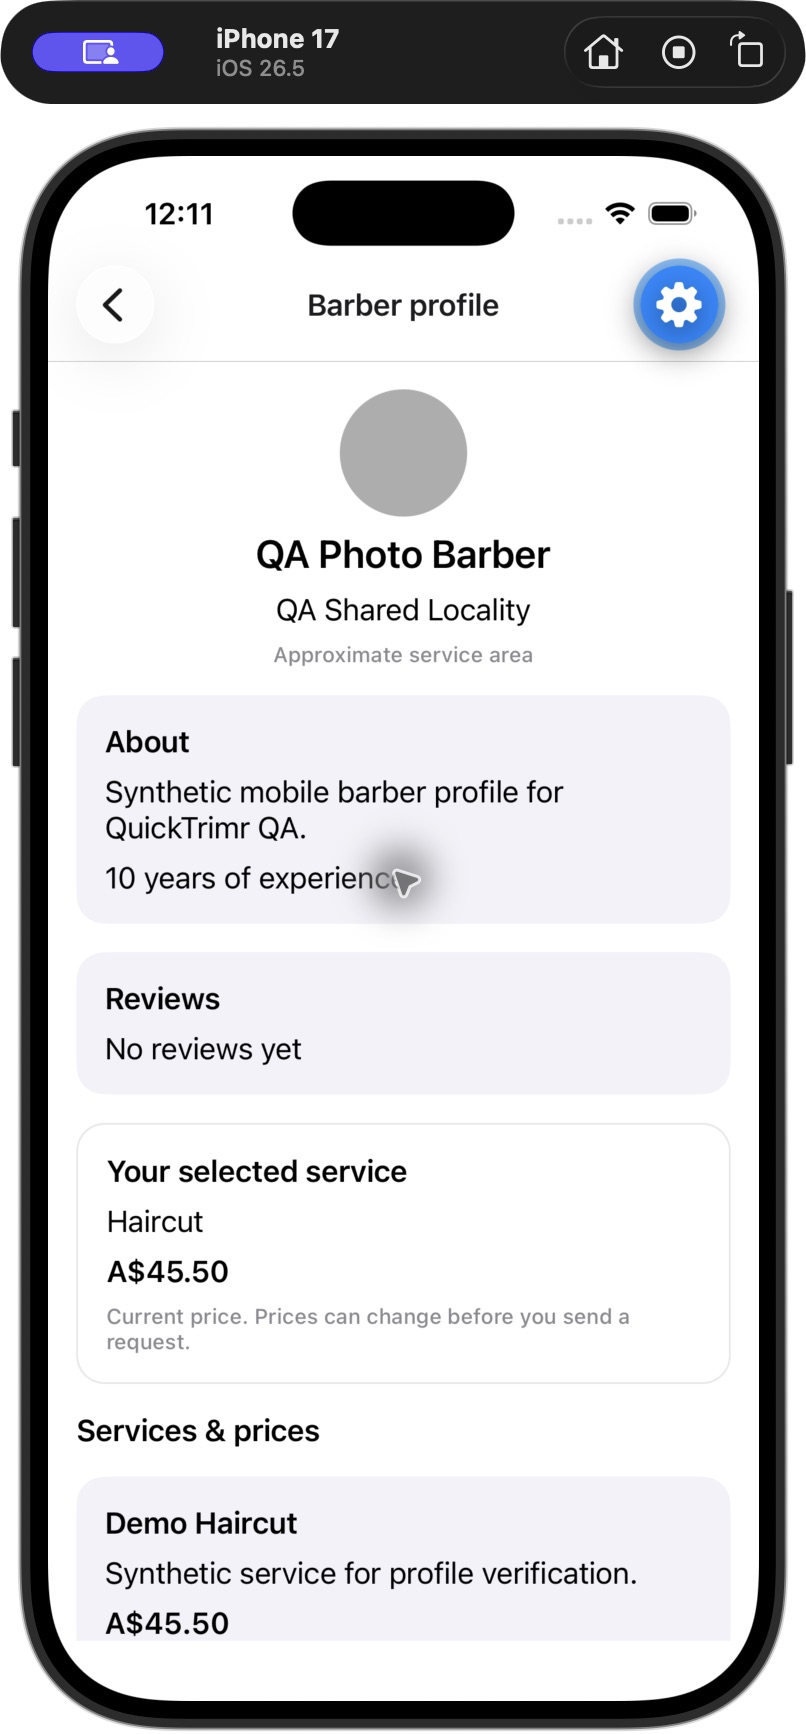 iPhone 17
iOS 26.5
12:11
Barber profile
QA Photo Barber
QA Shared Locality
Approximate service area
About
Synthetic mobile barber profile for
QuickTrimr QA.
10 years of experience
Reviews
No reviews yet
Your selected service
Haircut
A$45.50
Current price. Prices can change before you send a
request.
Services & prices
Demo Haircut
Synthetic service for profile verification.
A$45.50